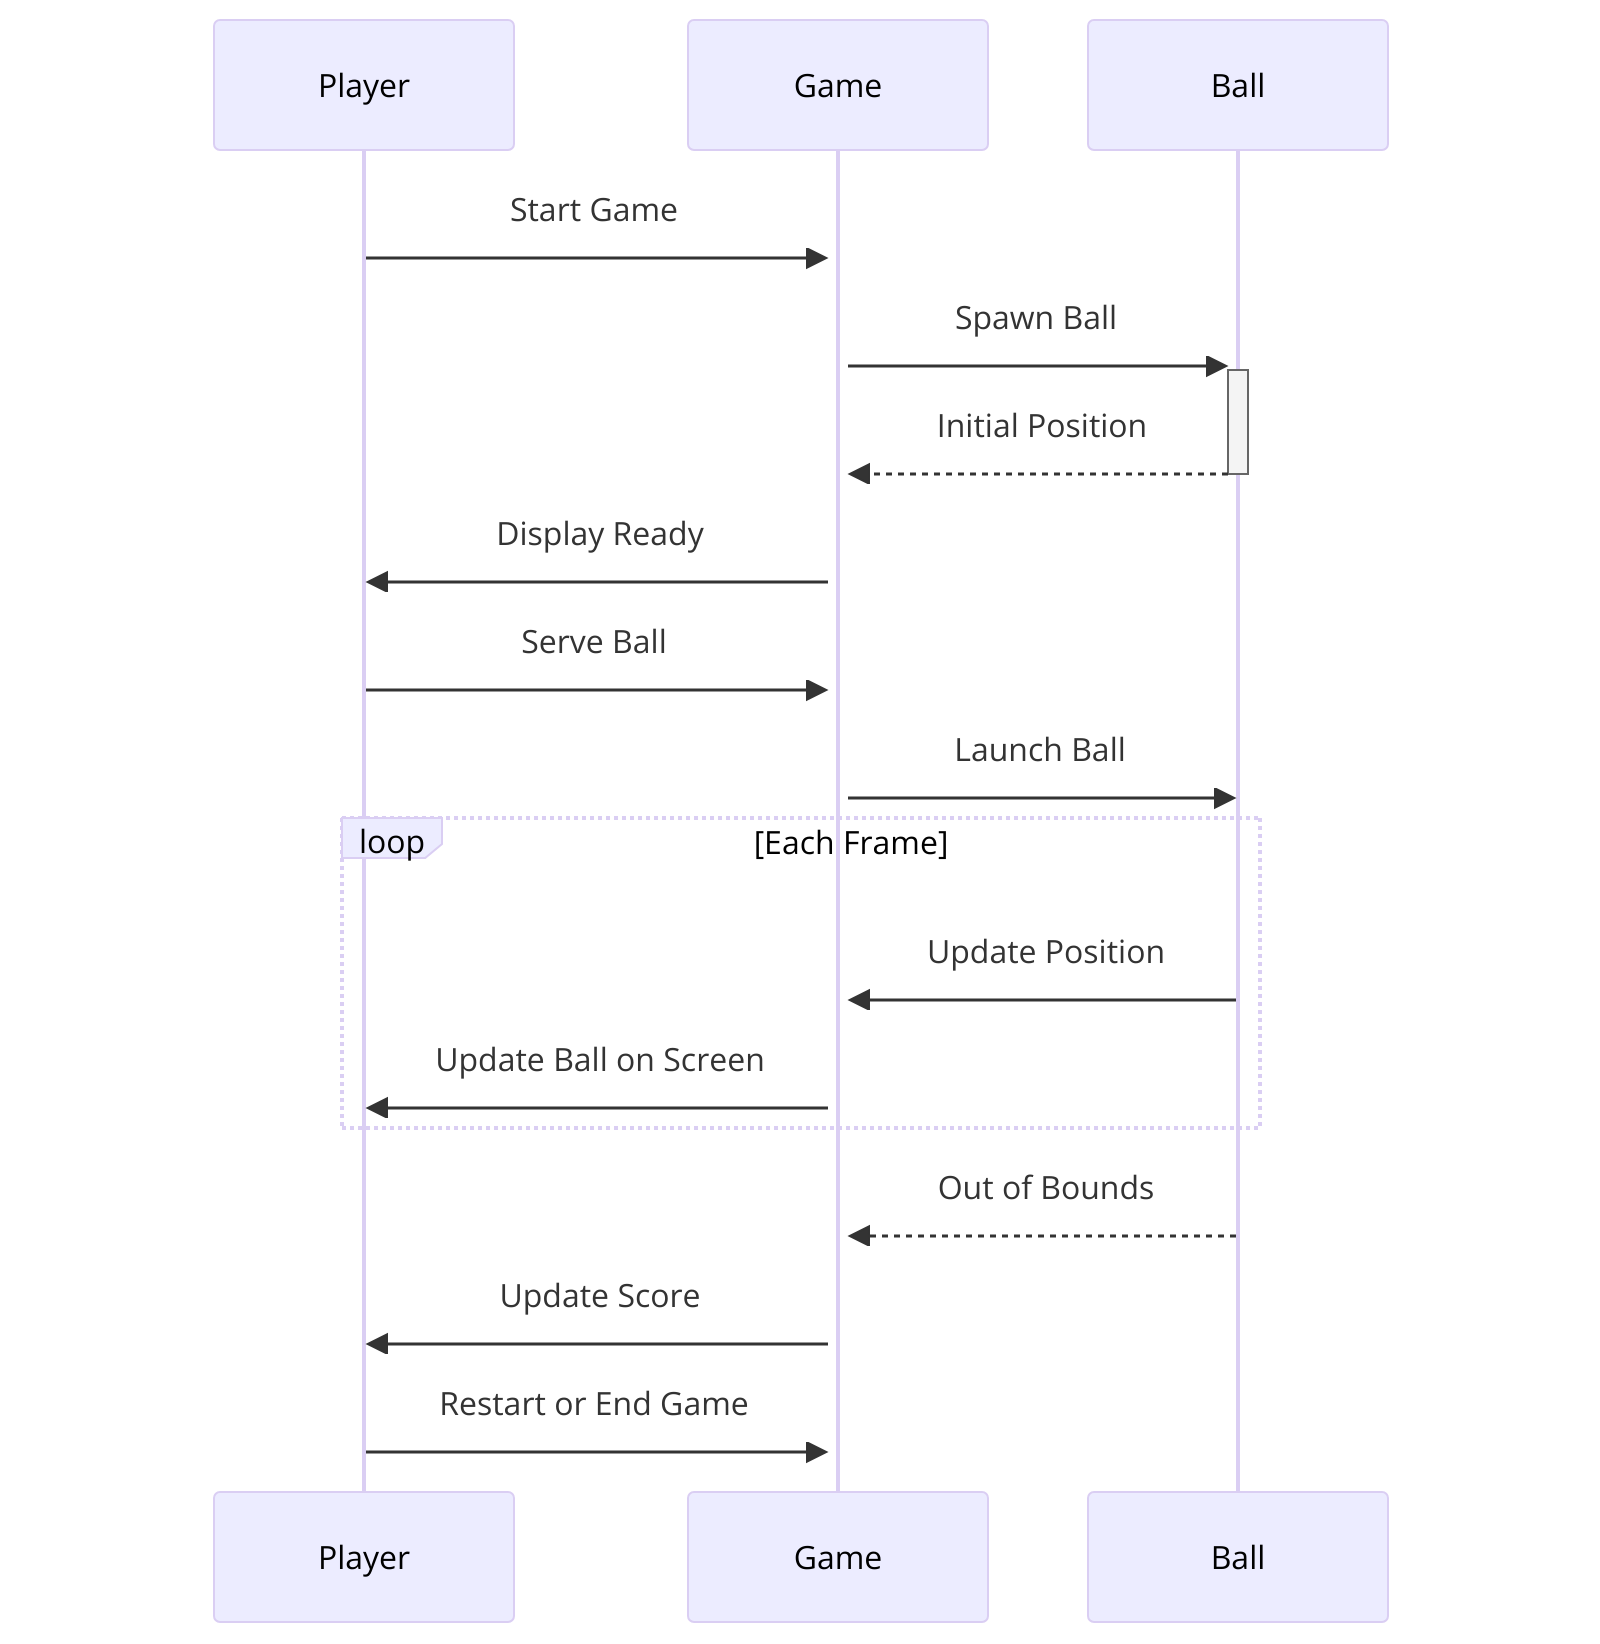 Player
Game
Ball
Start Game
Spawn Ball
Initial Position
Display Ready
Serve Ball
Launch Ball
loop
[Each Frame]
Update Position
Update Ball on Screen
Out of Bounds
Update Score
Restart or End Game
Player
Game
Ball